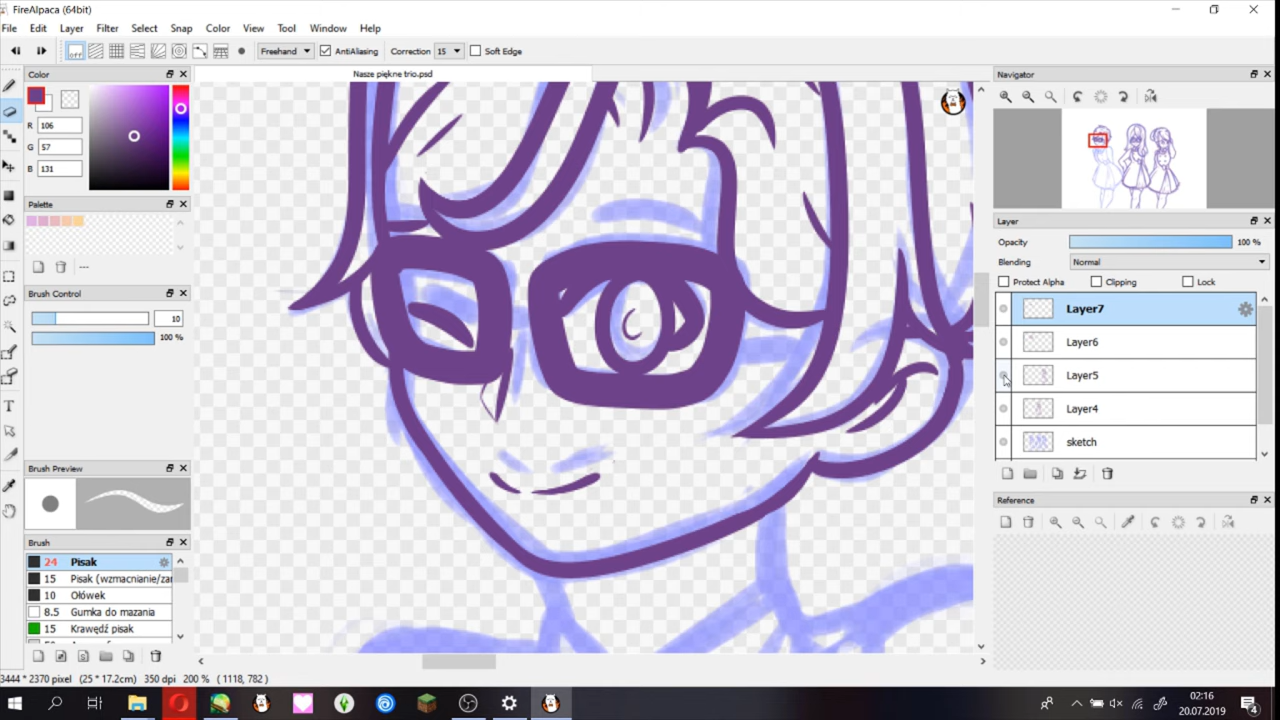 FireAlpaca (64bit)
File Edit Layer Filter Select Snap Color View Tool Window Help
off Freehand AntiAliasing Correction 15 Soft Edge
Color
R 106
G 57
B 131
Palette
---
Brush Control
10
100 %
Brush Preview
Brush
24 Pisak
15 Pisak (wzmacnianie/zar
10 Ołówek
8.5 Gumka do mazania
15 Krawędź pisak
Nasze piękne trio.psd
Navigator
Layer
Opacity 100 %
Blending Normal
Protect Alpha Clipping Lock
Layer7
Layer6
Layer5
Layer4
sketch
Reference
3444 * 2370 pixel (25 * 17.2cm) 350 dpi 200 % ( 1118, 782 )
02:16
20.07.2019
4